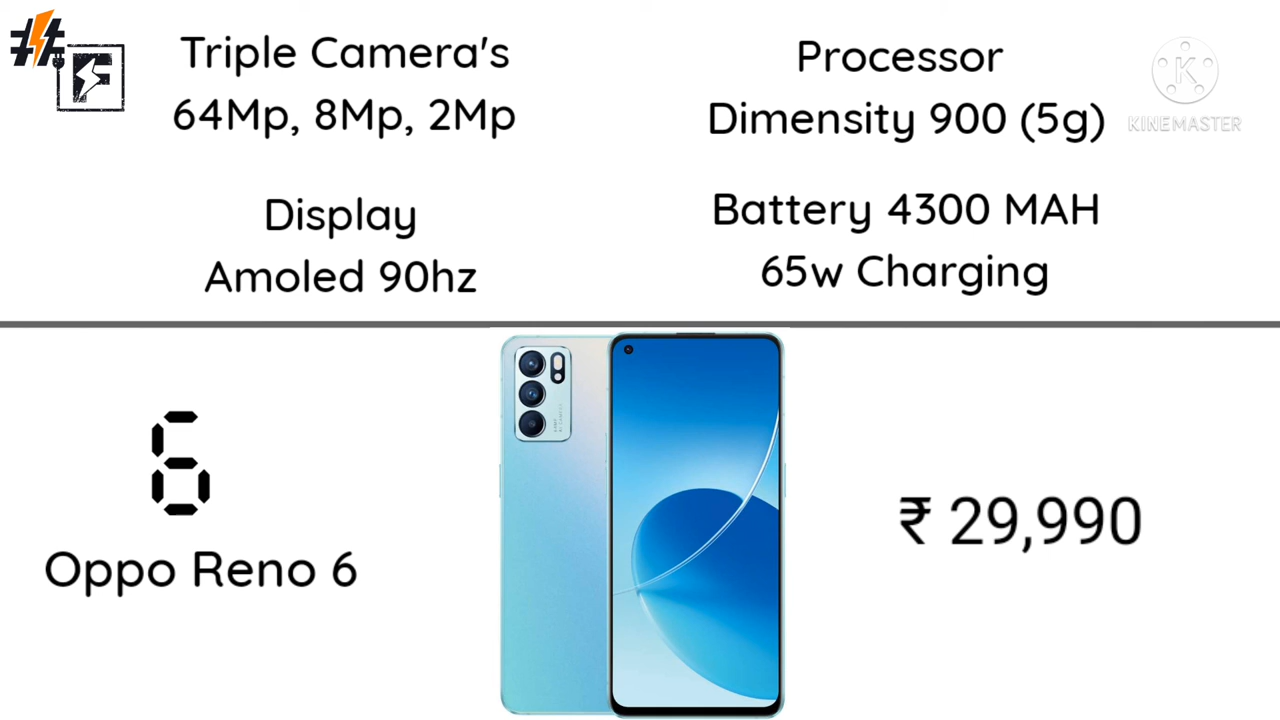 Triple Camera's
64Mp, 8Mp, 2Mp
Processor
Dimensity 900 (5g)
KINEMASTER
Display
Amoled 90hz
Battery 4300 MAH
65w Charging
6
Oppo Reno 6
₹ 29,990